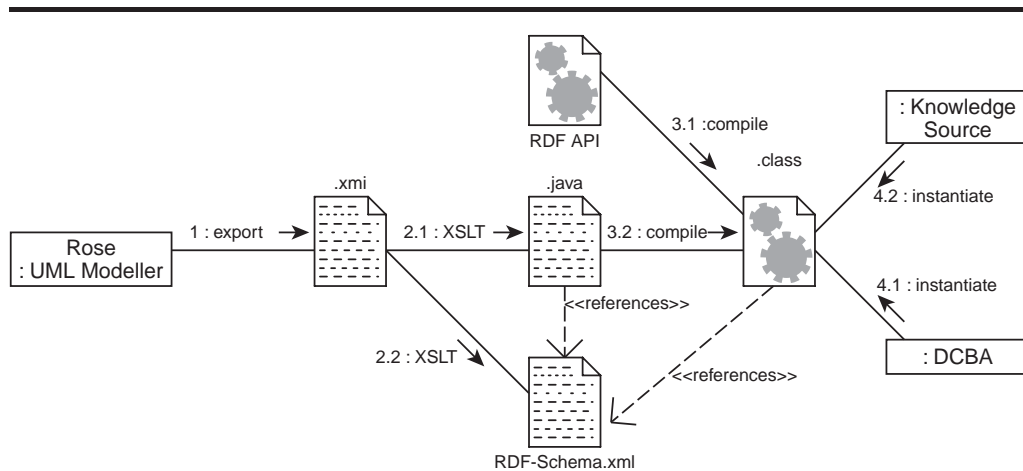 RDF API
3.1 :compile
.class
: Knowledge
Source
4.2 : instantiate
.xmi
.java
1 : export
2.1 : XSLT
3.2 : compile
Rose
: UML Modeller
<<references>>
4.1 : instantiate
2.2 : XSLT
: DCBA
<<references>>
RDF-Schema.xml